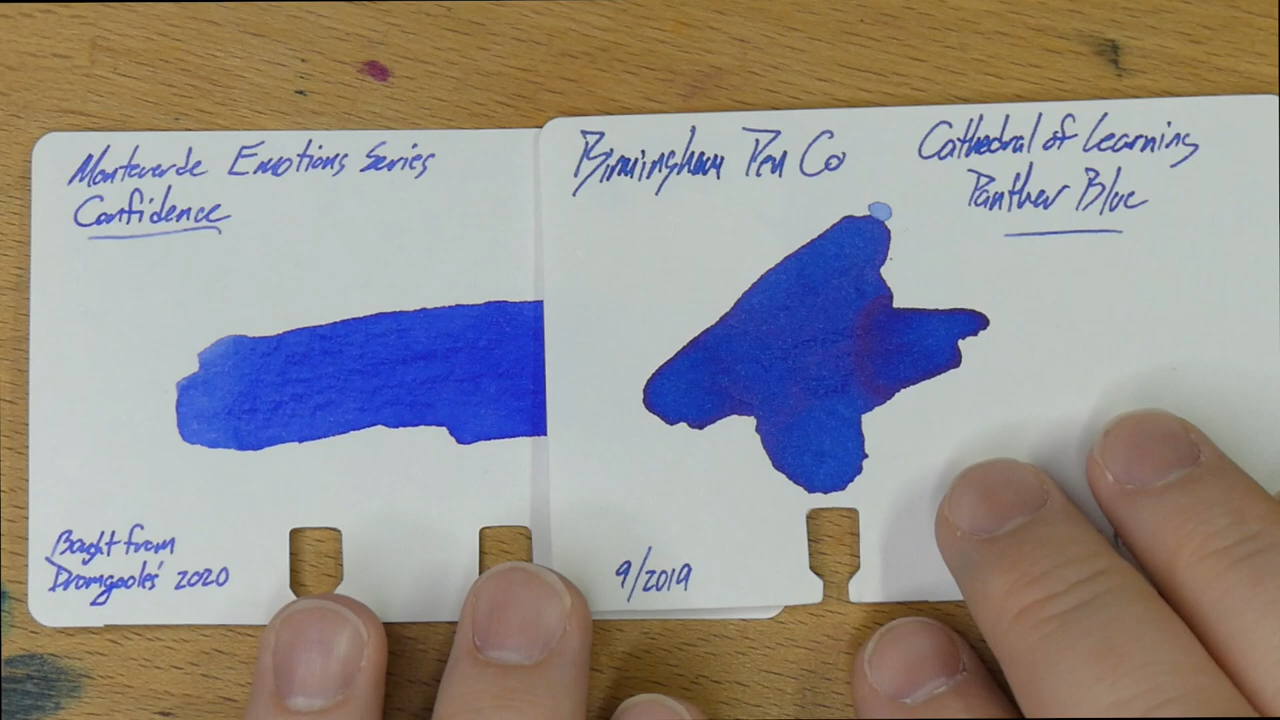 Monteverde Emotions Series
Confidence
Bought from
Dromgooles' 2020
Birmingham Pen Co
Cathedral of Learning
Panther Blue
9/2019